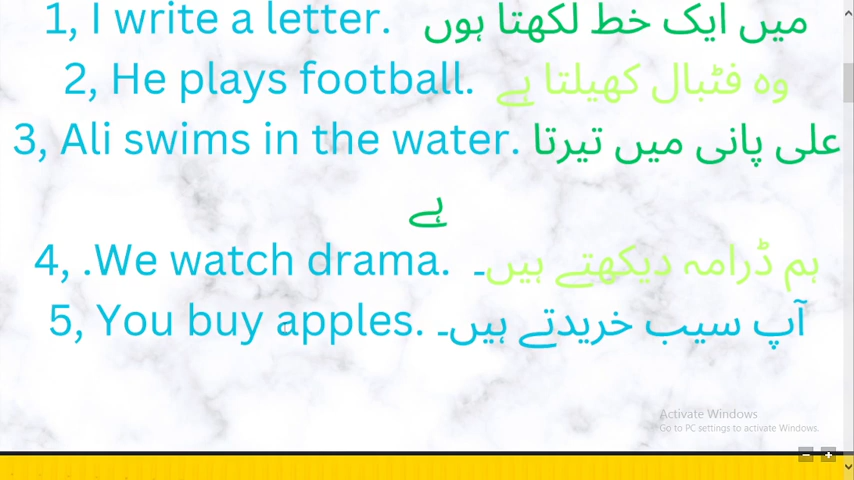 1, I write a letter. میں ایک خط لکھتا ہوں
2, He plays football. وہ فٹبال کھیلتا ہے
3, Ali swims in the water. علی پانی میں تیرتا
ہے
4, .We watch drama. ہم ڈرامہ دیکھتے ہیں۔
5, You buy apples. آپ سیب خریدتے ہیں۔
Activate Windows
Go to PC settings to activate Windows.